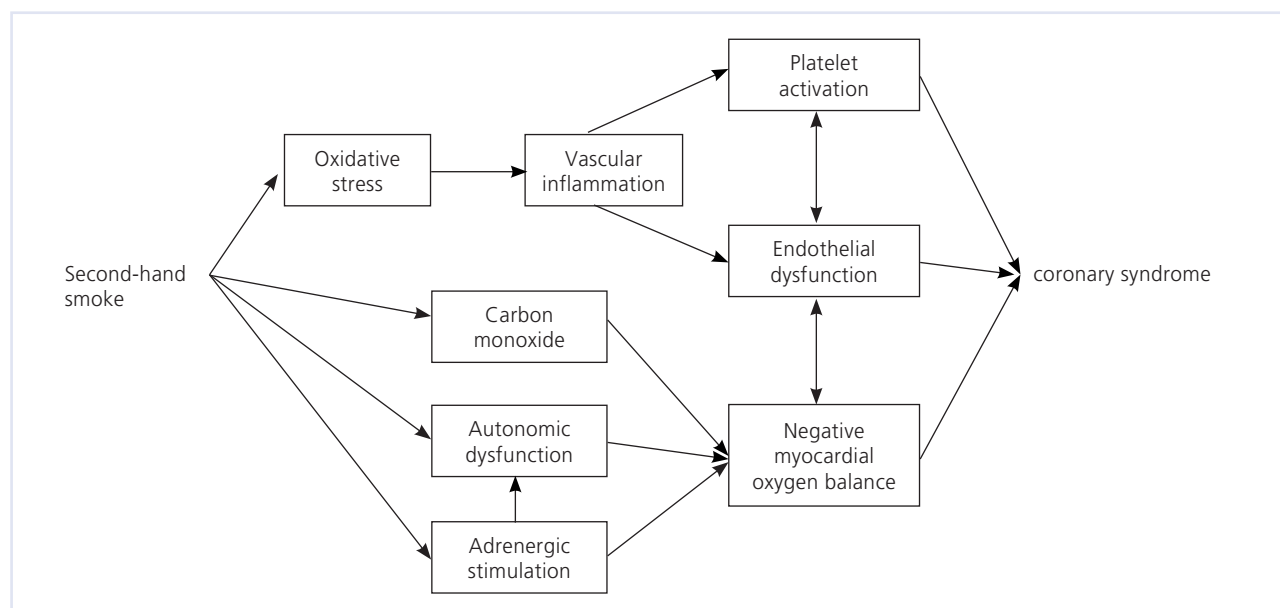 Platelet
activation
Oxidative
stress
Vascular
inflammation
Endothelial
dysfunction
Second-hand
smoke
coronary syndrome
Carbon
monoxide
Autonomic
dysfunction
Negative
myocardial
oxygen balance
Adrenergic
stimulation